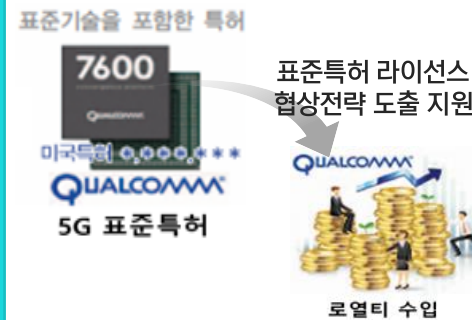 표준기술을 포함한 특허
7600
Qualcomm
미국특허 *,***,***
QUALCOMM
5G 표준특허
표준특허 라이선스
협상전략 도출 지원
QUALCOMM
로열티 수입